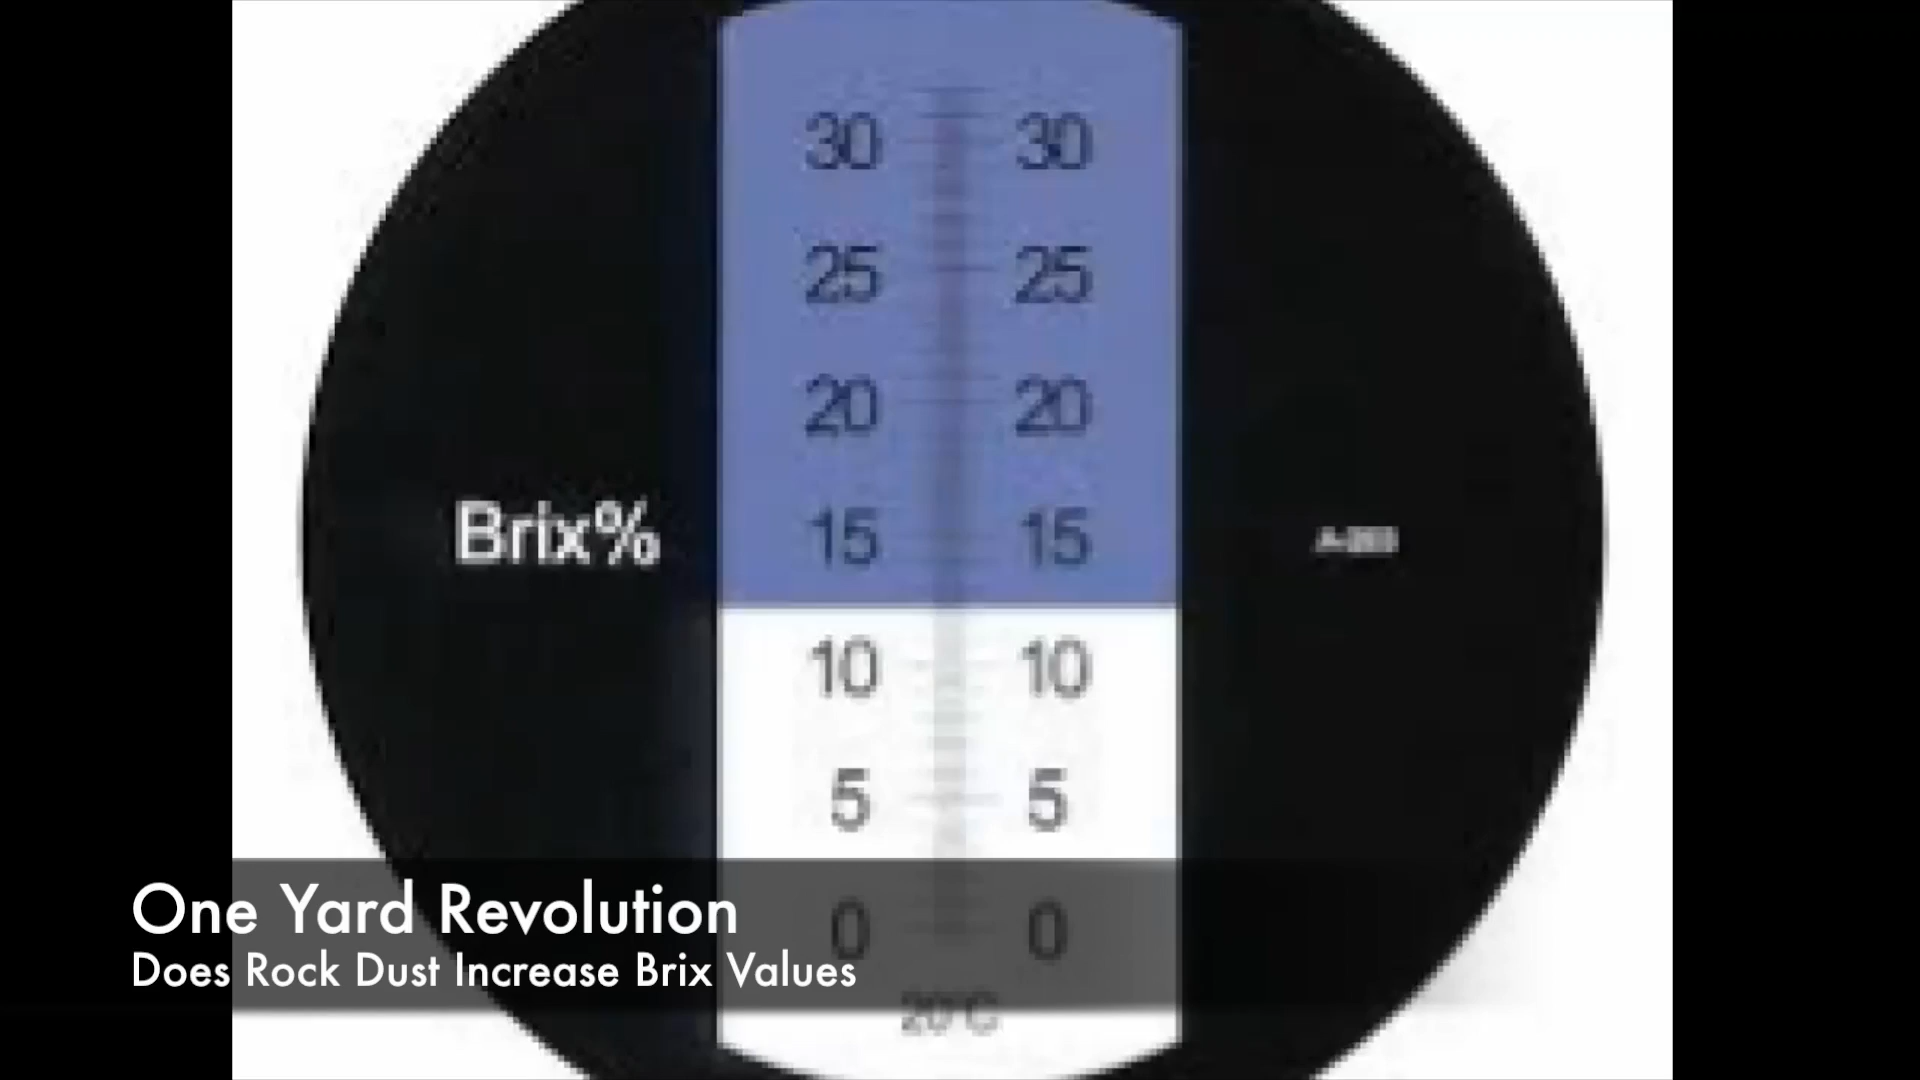 30 30
25 25
20 20
Brix% 15 15
10 10
5 5
0 0
20°C
One Yard Revolution
Does Rock Dust Increase Brix Values